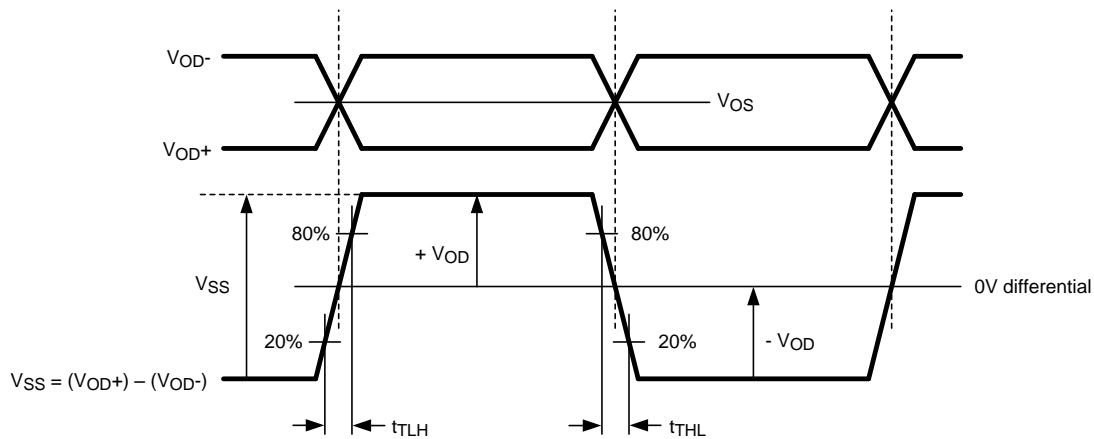 VOD-
VOS
VOD+
80%
80%
+ VOD
VSS
0V differential
20%
20%
- VOD
VSS = (VOD+) – (VOD-)
tTLH
tTHL